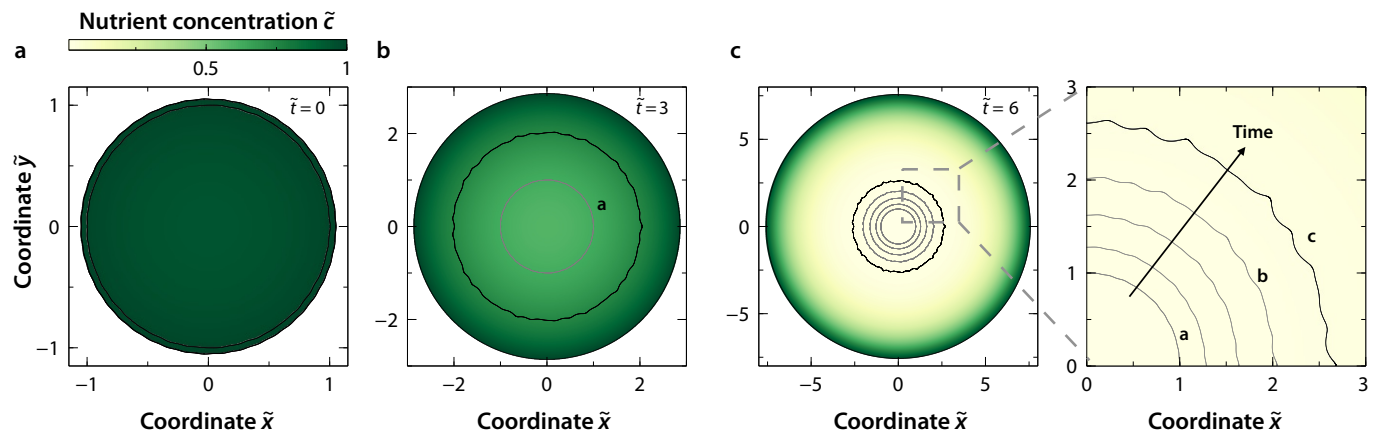 Nutrient concentration c̃
a
b
c
0.5
1
t̃ = 0
t̃ = 3
t̃ = 6
Time
a
c
b
a
Coordinate ỹ
1
0
−1
2
0
−2
5
0
−5
3
2
1
0
−1
0
1
−2
0
2
−5
0
5
0
1
2
3
Coordinate x̃
Coordinate x̃
Coordinate x̃
Coordinate x̃